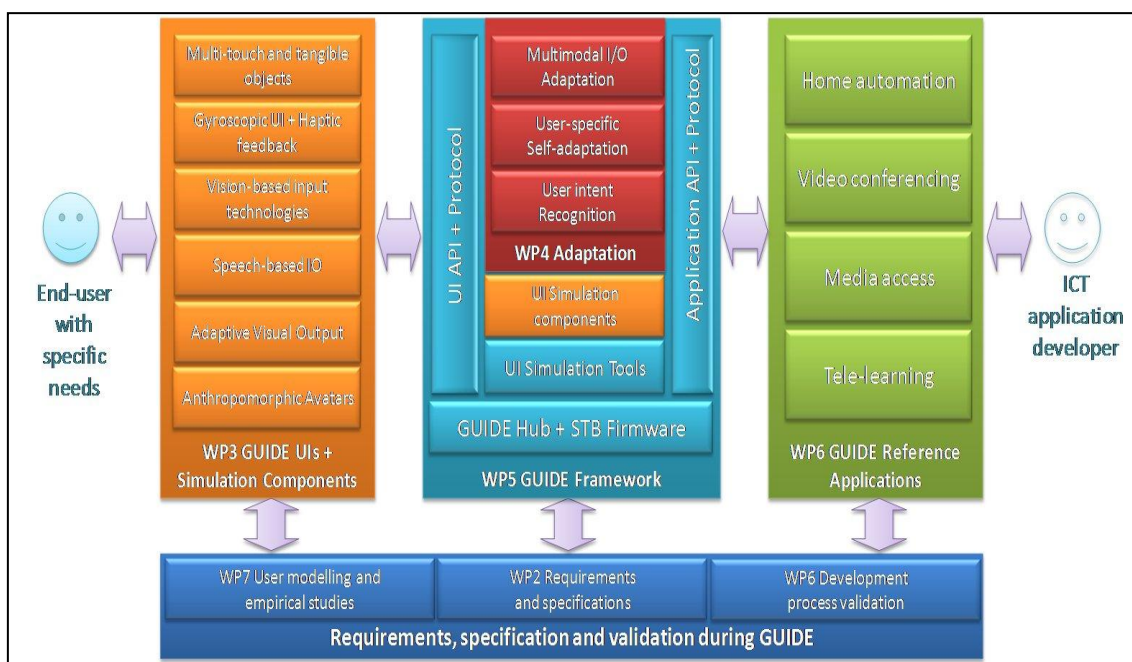 End-user
with
specific
needs
Multi-touch and tangible
objects
Gyroscopic UI + Haptic
feedback
Vision-based input
technologies
Speech-based IO
Adaptive Visual Output
Anthropomorphic Avatars
WP3 GUIDE UIs +
Simulation Components
UI API + Protocol
Multimodal I/O
Adaptation
User-specific
Self-adaptation
User intent
Recognition
WP4 Adaptation
UI Simulation
components
UI Simulation Tools
Application API + Protocol
GUIDE Hub + STB Firmware
WP5 GUIDE Framework
Home automation
Video conferencing
Media access
Tele-learning
WP6 GUIDE Reference
Applications
ICT
application
developer
WP7 User modelling and
empirical studies
WP2 Requirements
and specifications
WP6 Development
process validation
Requirements, specification and validation during GUIDE